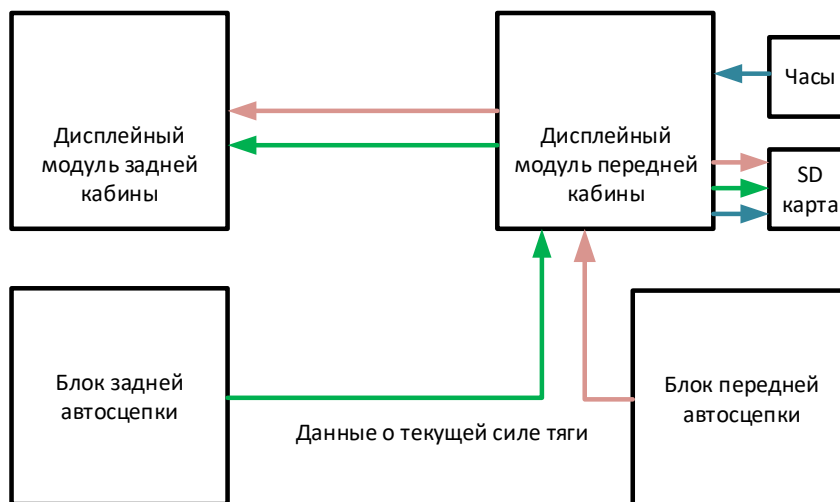 Дисплейный
модуль задней
кабины
Дисплейный
модуль передней
кабины
Часы
SD
карта
Блок задней
автосцепки
Данные о текущей силе тяги
Блок передней
автосцепки